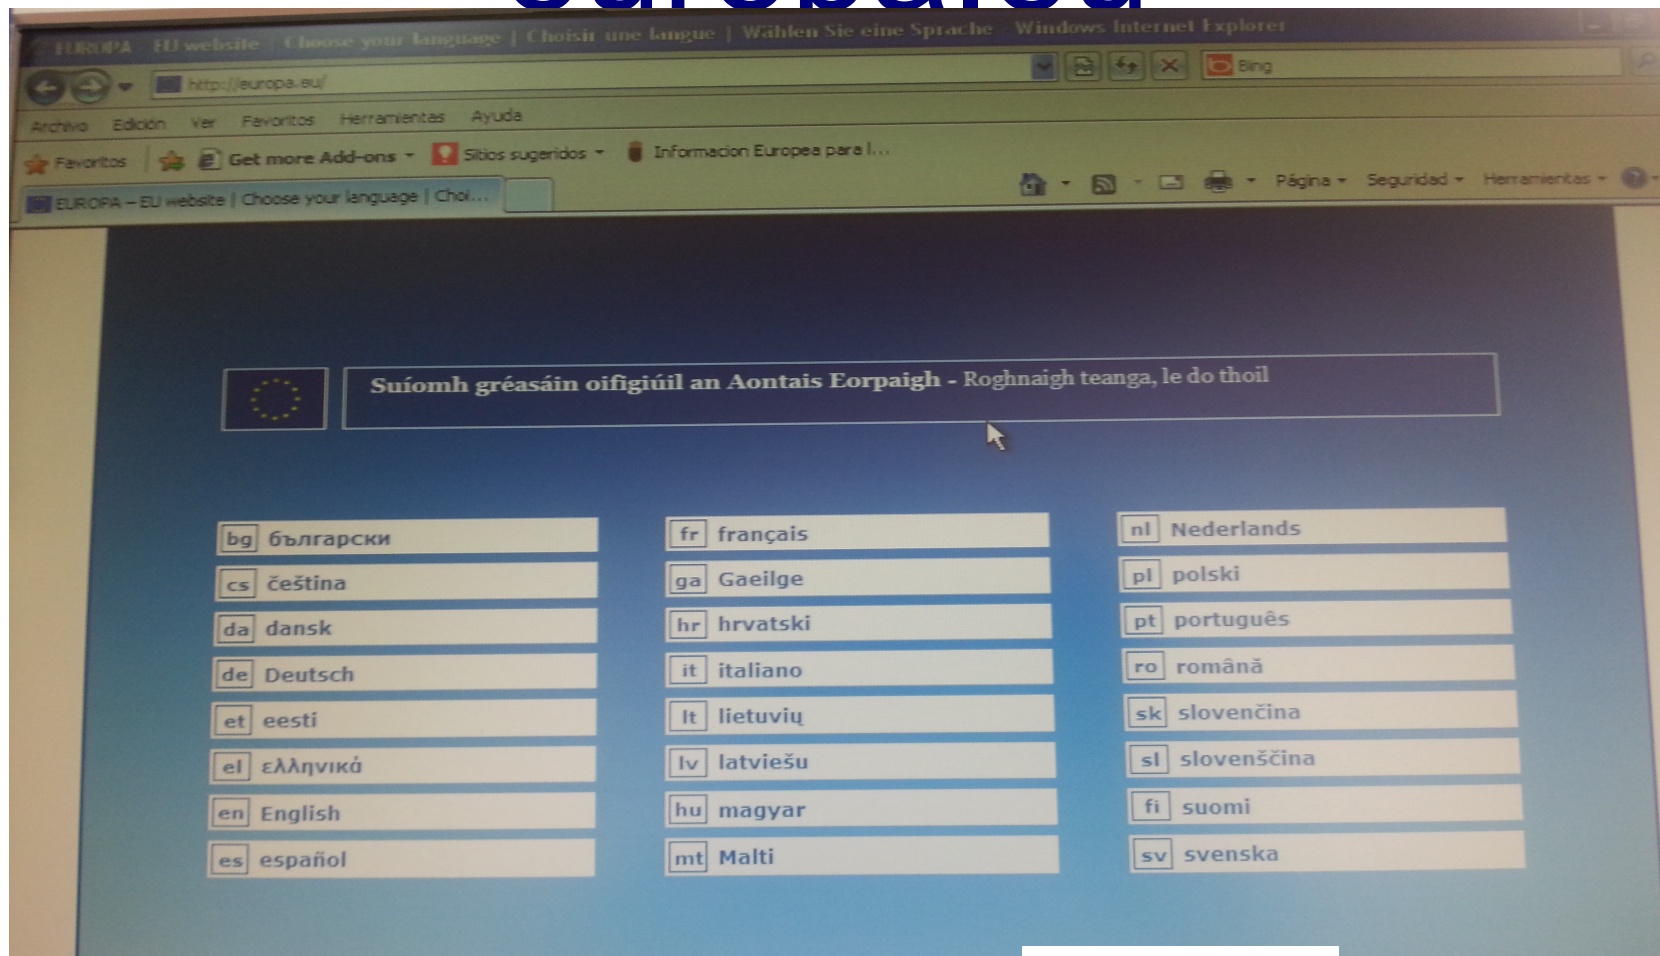 EUROPA - EU website | Choose your language | Choisir une langue | Wählen Sie eine Sprache - Windows Internet Explorer
http://europa.eu/
Bing
Archivo Edición Ver Favoritos Herramientas Ayuda
Favoritos Get more Add-ons Sitios sugeridos Informacion Europea para l...
EUROPA – EU website | Choose your language | Choi...
Página Seguridad Herramientas
Suíomh gréasáin oifigiúil an Aontais Eorpaigh - Roghnaigh teanga, le do thoil
bg български
cs čeština
da dansk
de Deutsch
et eesti
el ελληνικά
en English
es español
fr français
ga Gaeilge
hr hrvatski
it italiano
lt lietuvių
lv latviešu
hu magyar
mt Malti
nl Nederlands
pl polski
pt português
ro română
sk slovenčina
sl slovenščina
fi suomi
sv svenska